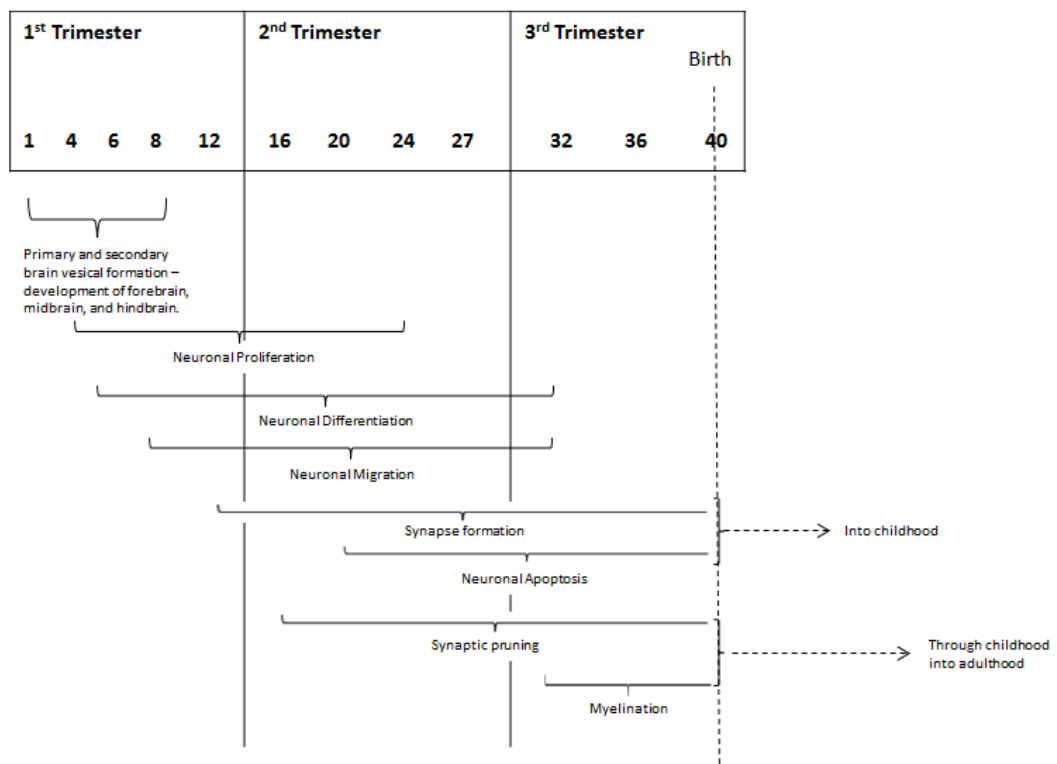 1st Trimester 2nd Trimester 3rd Trimester
Birth
1 4 6 8 12 16 20 24 27 32 36 40
Primary and secondary
brain vesical formation –
development of forebrain,
midbrain, and hindbrain.
Neuronal Proliferation
Neuronal Differentiation
Neuronal Migration
Synapse formation
Into childhood
Neuronal Apoptosis
Synaptic pruning
Through childhood
into adulthood
Myelination